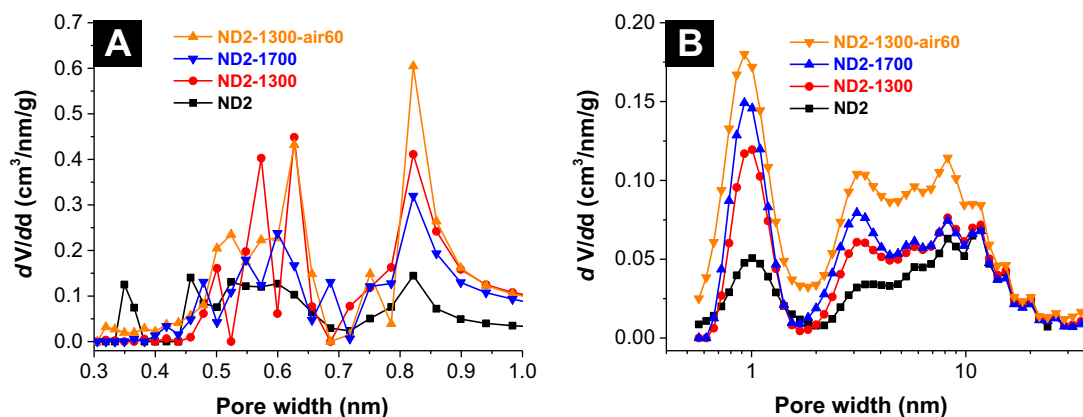 A
ND2-1300-air60
ND2-1700
ND2-1300
ND2
dV/dd (cm³/nm/g)
0.7
0.6
0.5
0.4
0.3
0.2
0.1
0.0
0.3 0.4 0.5 0.6 0.7 0.8 0.9 1.0
Pore width (nm)
B
ND2-1300-air60
ND2-1700
ND2-1300
ND2
dV/dd (cm³/nm/g)
0.20
0.15
0.10
0.05
0.00
1 10
Pore width (nm)